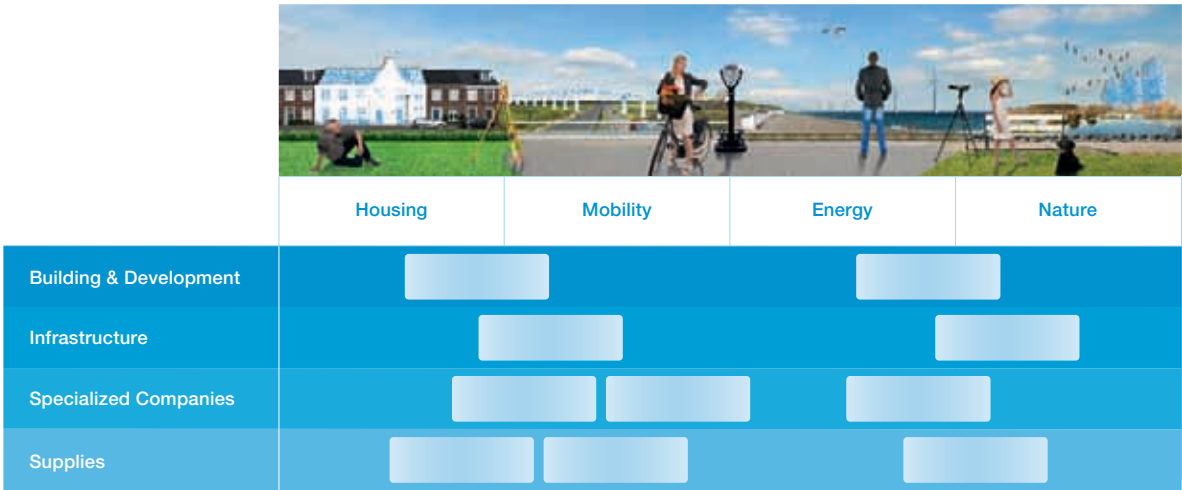 Housing
Mobility
Energy
Nature
Building & Development
Infrastructure
Specialized Companies
Supplies